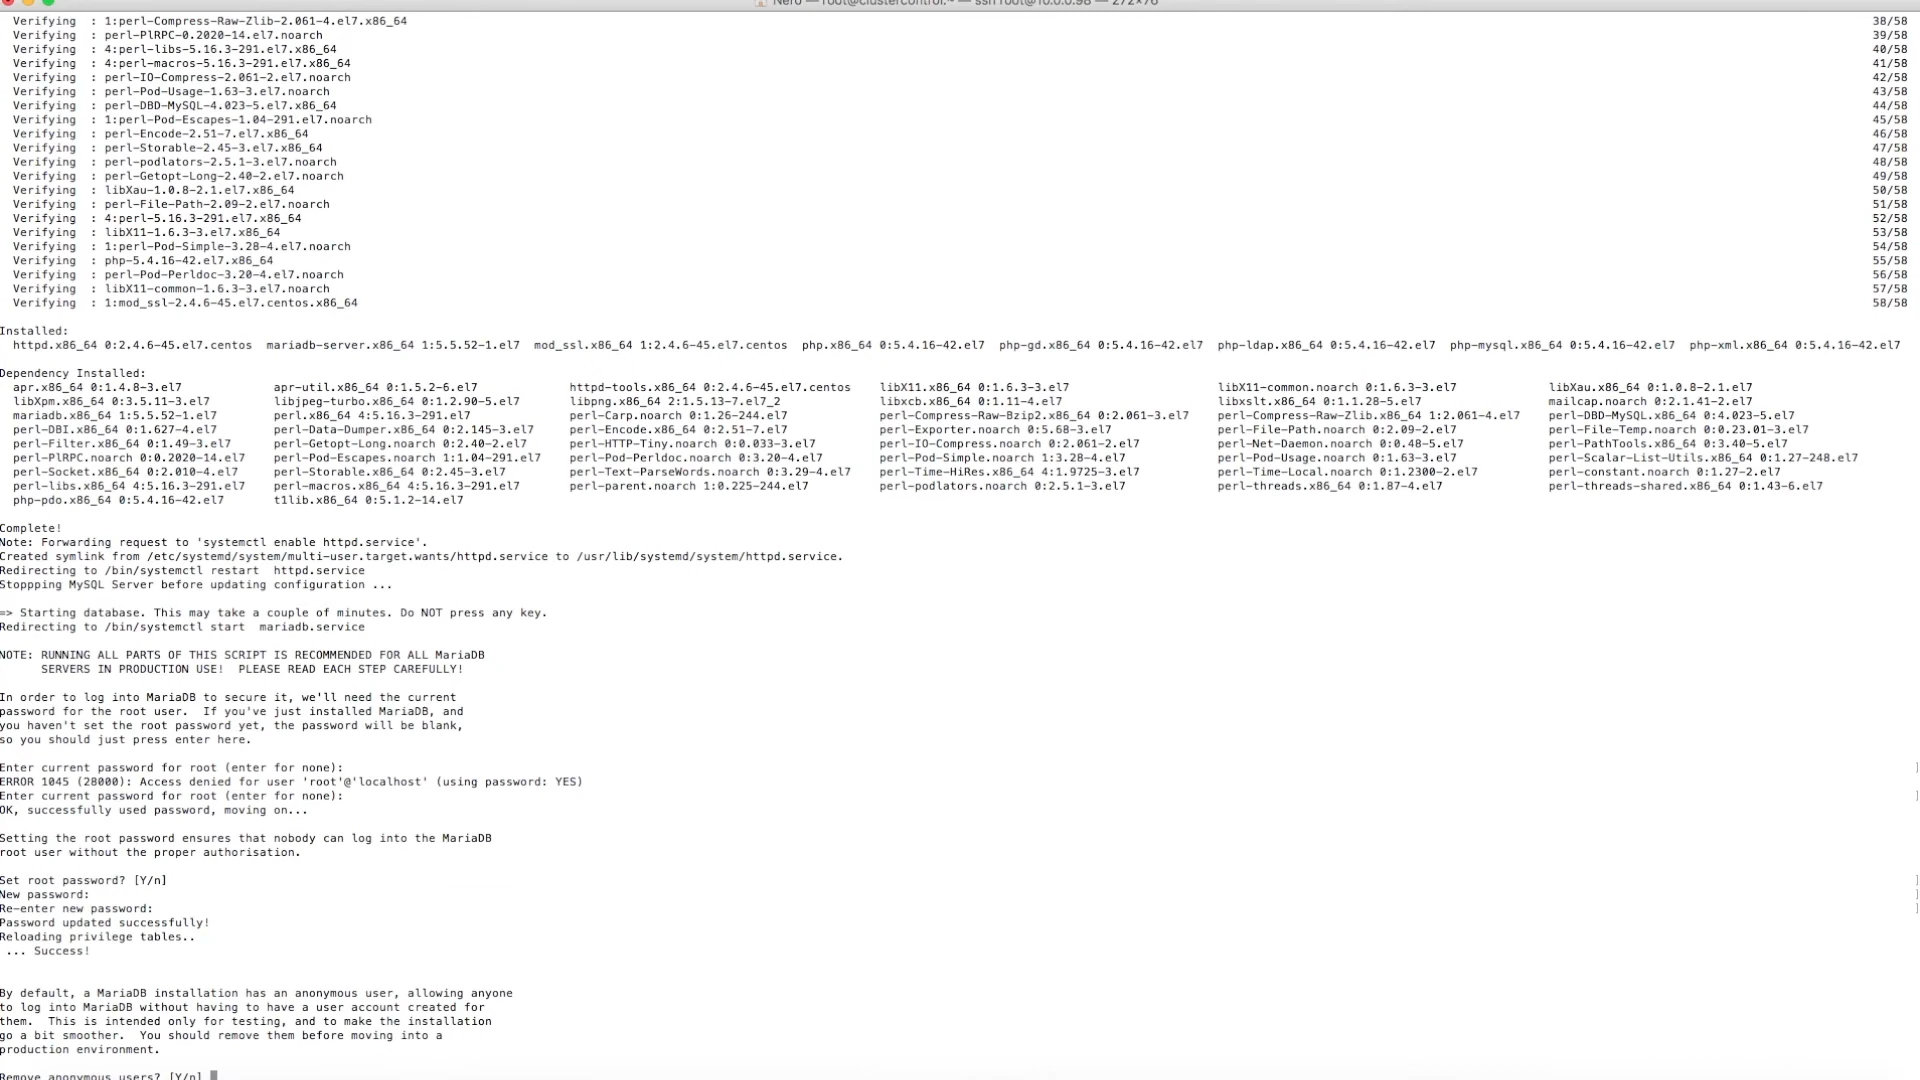 Nero — root@clustercontrol:~ — ssh root@10.0.0.98 — 272×76
Verifying  : 1:perl-Compress-Raw-Zlib-2.061-4.el7.x86_64 38/58
Verifying  : perl-PlRPC-0.2020-14.el7.noarch 39/58
Verifying  : 4:perl-libs-5.16.3-291.el7.x86_64 40/58
Verifying  : 4:perl-macros-5.16.3-291.el7.x86_64 41/58
Verifying  : perl-IO-Compress-2.061-2.el7.noarch 42/58
Verifying  : perl-Pod-Usage-1.63-3.el7.noarch 43/58
Verifying  : perl-DBD-MySQL-4.023-5.el7.x86_64 44/58
Verifying  : 1:perl-Pod-Escapes-1.04-291.el7.noarch 45/58
Verifying  : perl-Encode-2.51-7.el7.x86_64 46/58
Verifying  : perl-Storable-2.45-3.el7.x86_64 47/58
Verifying  : perl-podlators-2.5.1-3.el7.noarch 48/58
Verifying  : perl-Getopt-Long-2.40-2.el7.noarch 49/58
Verifying  : libXau-1.0.8-2.1.el7.x86_64 50/58
Verifying  : perl-File-Path-2.09-2.el7.noarch 51/58
Verifying  : 4:perl-5.16.3-291.el7.x86_64 52/58
Verifying  : libX11-1.6.3-3.el7.x86_64 53/58
Verifying  : 1:perl-Pod-Simple-3.28-4.el7.noarch 54/58
Verifying  : php-5.4.16-42.el7.x86_64 55/58
Verifying  : perl-Pod-Perldoc-3.20-4.el7.noarch 56/58
Verifying  : libX11-common-1.6.3-3.el7.noarch 57/58
Verifying  : 1:mod_ssl-2.4.6-45.el7.centos.x86_64 58/58
Installed:
httpd.x86_64 0:2.4.6-45.el7.centos  mariadb-server.x86_64 1:5.5.52-1.el7  mod_ssl.x86_64 1:2.4.6-45.el7.centos  php.x86_64 0:5.4.16-42.el7  php-gd.x86_64 0:5.4.16-42.el7  php-ldap.x86_64 0:5.4.16-42.el7  php-mysql.x86_64 0:5.4.16-42.el7  php-xml.x86_64 0:5.4.16-42.el7
Dependency Installed:
apr.x86_64 0:1.4.8-3.el7  apr-util.x86_64 0:1.5.2-6.el7  httpd-tools.x86_64 0:2.4.6-45.el7.centos  libX11.x86_64 0:1.6.3-3.el7  libX11-common.noarch 0:1.6.3-3.el7  libXau.x86_64 0:1.0.8-2.1.el7
libXpm.x86_64 0:3.5.11-3.el7  libjpeg-turbo.x86_64 0:1.2.90-5.el7  libpng.x86_64 2:1.5.13-7.el7_2  libxcb.x86_64 0:1.11-4.el7  libxslt.x86_64 0:1.1.28-5.el7  mailcap.noarch 0:2.1.41-2.el7
mariadb.x86_64 1:5.5.52-1.el7  perl.x86_64 4:5.16.3-291.el7  perl-Carp.noarch 0:1.26-244.el7  perl-Compress-Raw-Bzip2.x86_64 0:2.061-3.el7  perl-Compress-Raw-Zlib.x86_64 1:2.061-4.el7  perl-DBD-MySQL.x86_64 0:4.023-5.el7
perl-DBI.x86_64 0:1.627-4.el7  perl-Data-Dumper.x86_64 0:2.145-3.el7  perl-Encode.x86_64 0:2.51-7.el7  perl-Exporter.noarch 0:5.68-3.el7  perl-File-Path.noarch 0:2.09-2.el7  perl-File-Temp.noarch 0:0.23.01-3.el7
perl-Filter.x86_64 0:1.49-3.el7  perl-Getopt-Long.noarch 0:2.40-2.el7  perl-HTTP-Tiny.noarch 0:0.033-3.el7  perl-IO-Compress.noarch 0:2.061-2.el7  perl-Net-Daemon.noarch 0:0.48-5.el7  perl-PathTools.x86_64 0:3.40-5.el7
perl-PlRPC.noarch 0:0.2020-14.el7  perl-Pod-Escapes.noarch 1:1.04-291.el7  perl-Pod-Perldoc.noarch 0:3.20-4.el7  perl-Pod-Simple.noarch 1:3.28-4.el7  perl-Pod-Usage.noarch 0:1.63-3.el7  perl-Scalar-List-Utils.x86_64 0:1.27-248.el7
perl-Socket.x86_64 0:2.010-4.el7  perl-Storable.x86_64 0:2.45-3.el7  perl-Text-ParseWords.noarch 0:3.29-4.el7  perl-Time-HiRes.x86_64 4:1.9725-3.el7  perl-Time-Local.noarch 0:1.2300-2.el7  perl-constant.noarch 0:1.27-2.el7
perl-libs.x86_64 4:5.16.3-291.el7  perl-macros.x86_64 4:5.16.3-291.el7  perl-parent.noarch 1:0.225-244.el7  perl-podlators.noarch 0:2.5.1-3.el7  perl-threads.x86_64 0:1.87-4.el7  perl-threads-shared.x86_64 0:1.43-6.el7
php-pdo.x86_64 0:5.4.16-42.el7  t1lib.x86_64 0:5.1.2-14.el7
Complete!
Note: Forwarding request to 'systemctl enable httpd.service'.
Created symlink from /etc/systemd/system/multi-user.target.wants/httpd.service to /usr/lib/systemd/system/httpd.service.
Redirecting to /bin/systemctl restart  httpd.service
Stoppping MySQL Server before updating configuration ...
=> Starting database. This may take a couple of minutes. Do NOT press any key.
Redirecting to /bin/systemctl start  mariadb.service
NOTE: RUNNING ALL PARTS OF THIS SCRIPT IS RECOMMENDED FOR ALL MariaDB
SERVERS IN PRODUCTION USE!  PLEASE READ EACH STEP CAREFULLY!
In order to log into MariaDB to secure it, we'll need the current
password for the root user.  If you've just installed MariaDB, and
you haven't set the root password yet, the password will be blank,
so you should just press enter here.
Enter current password for root (enter for none):
ERROR 1045 (28000): Access denied for user 'root'@'localhost' (using password: YES)
Enter current password for root (enter for none):
OK, successfully used password, moving on...
Setting the root password ensures that nobody can log into the MariaDB
root user without the proper authorisation.
Set root password? [Y/n]
New password:
Re-enter new password:
Password updated successfully!
Reloading privilege tables..
... Success!
By default, a MariaDB installation has an anonymous user, allowing anyone
to log into MariaDB without having to have a user account created for
them.  This is intended only for testing, and to make the installation
go a bit smoother.  You should remove them before moving into a
production environment.
Remove anonymous users? [Y/n]